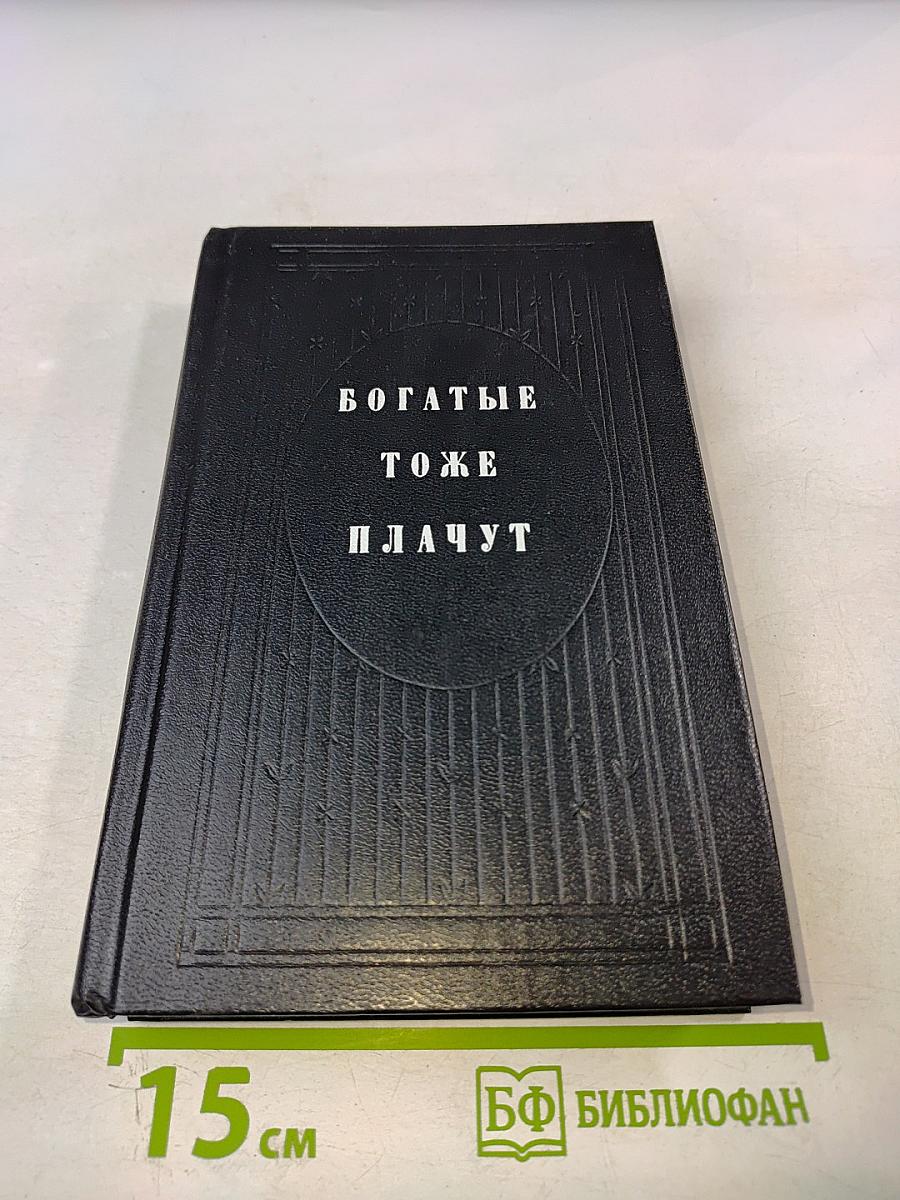 БОГАТЫЕ
ТОЖЕ
ПЛАЧУТ
15 см
БФ БИБЛИОФАН